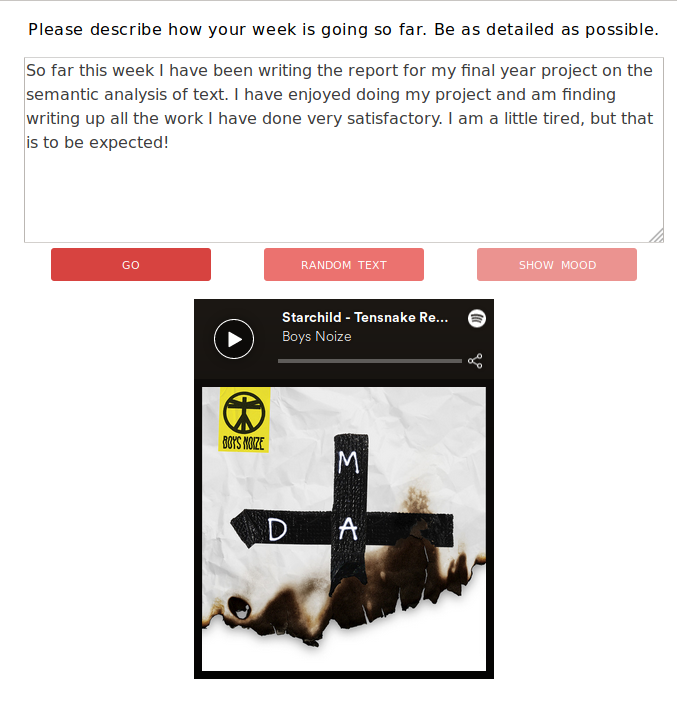 Please describe how your week is going so far. Be as detailed as possible.
So far this week I have been writing the report for my final year project on the
semantic analysis of text. I have enjoyed doing my project and am finding
writing up all the work I have done very satisfactory. I am a little tired, but that
is to be expected!
GO
RANDOM TEXT
SHOW MOOD
Starchild - Tensnake Re...
Boys Noize
BOYS NOIZE
M
D A